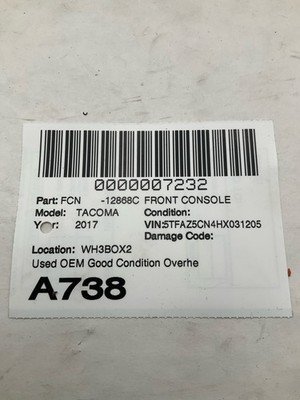 0000007232
Part: FCN -12868C FRONT CONSOLE
Model: TACOMA Condition:
Year: 2017 VIN:5TFAZ5CN4HX031205
Damage Code:
Location: WH3BOX2
Used OEM Good Condition Overhe
A738